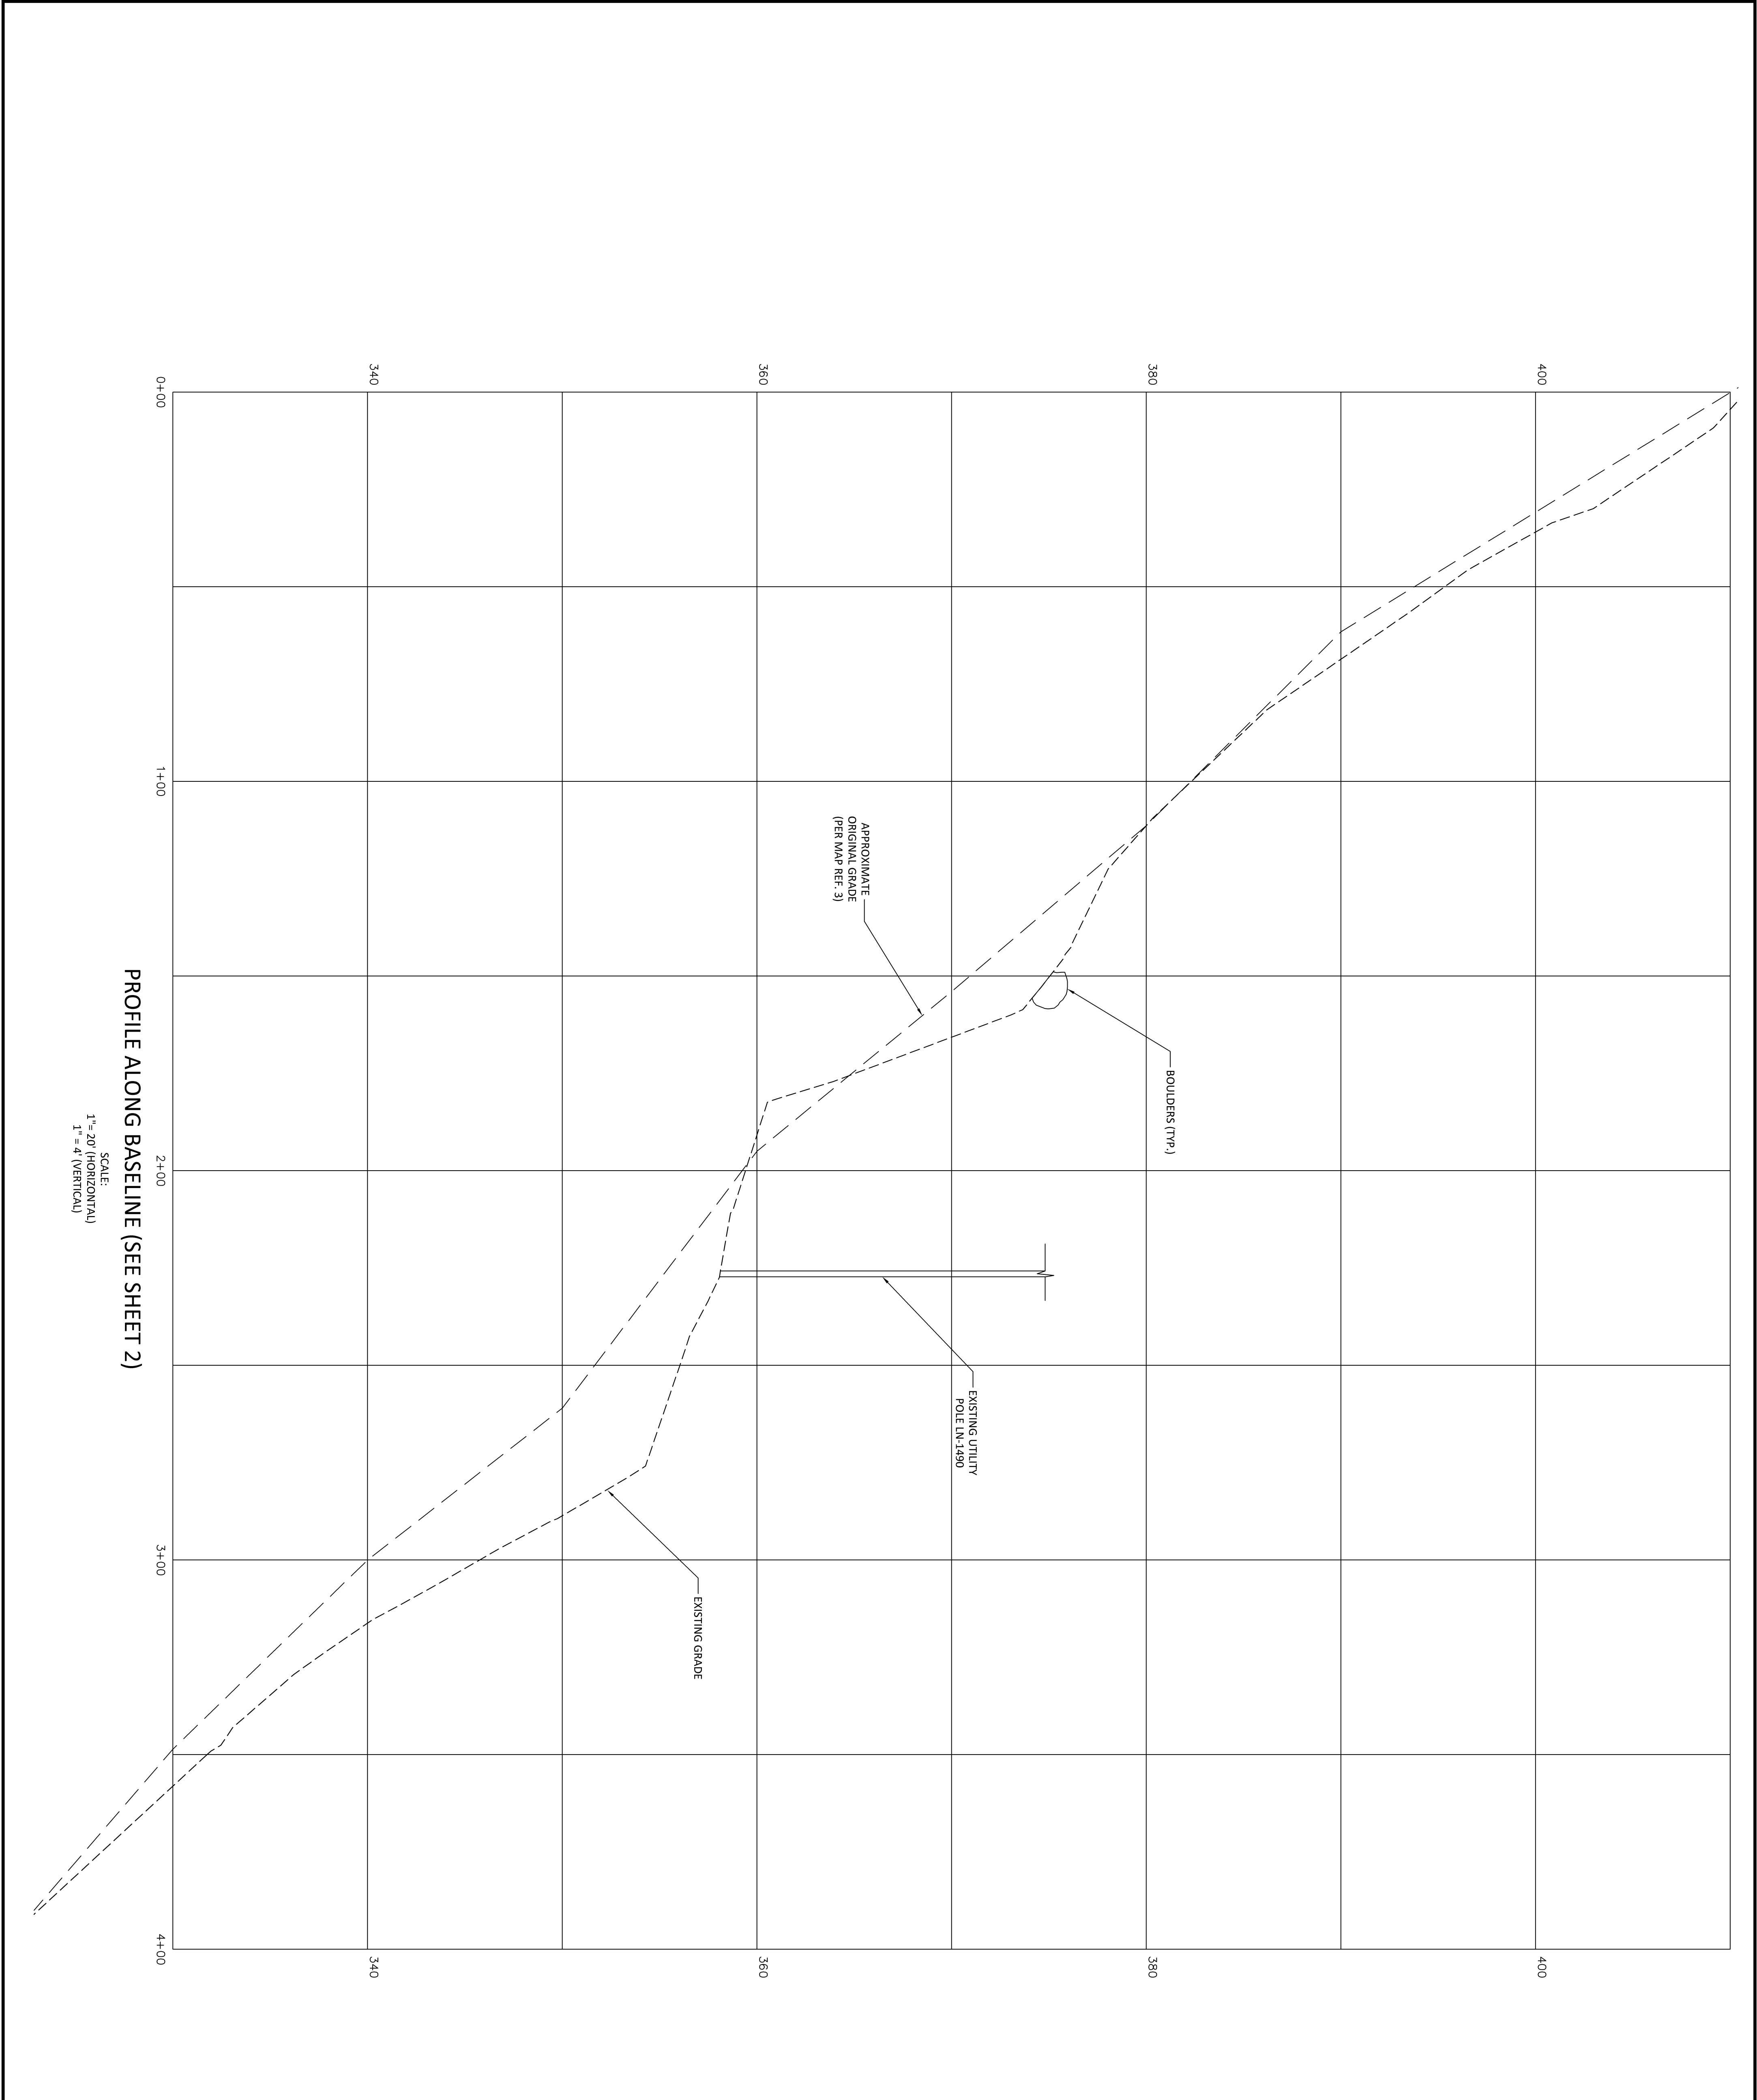 400
400
380
380
360
360
340
340
BOULDERS (TYP.)
EXISTING UTILITY
POLE LN-1490
APPROXIMATE
ORIGINAL GRADE
(PER MAP REF. 3)
EXISTING GRADE
0+00
1+00
2+00
3+00
4+00
PROFILE ALONG BASELINE (SEE SHEET 2)
SCALE:
1"= 20' (HORIZONTAL)
1" = 4' (VERTICAL)